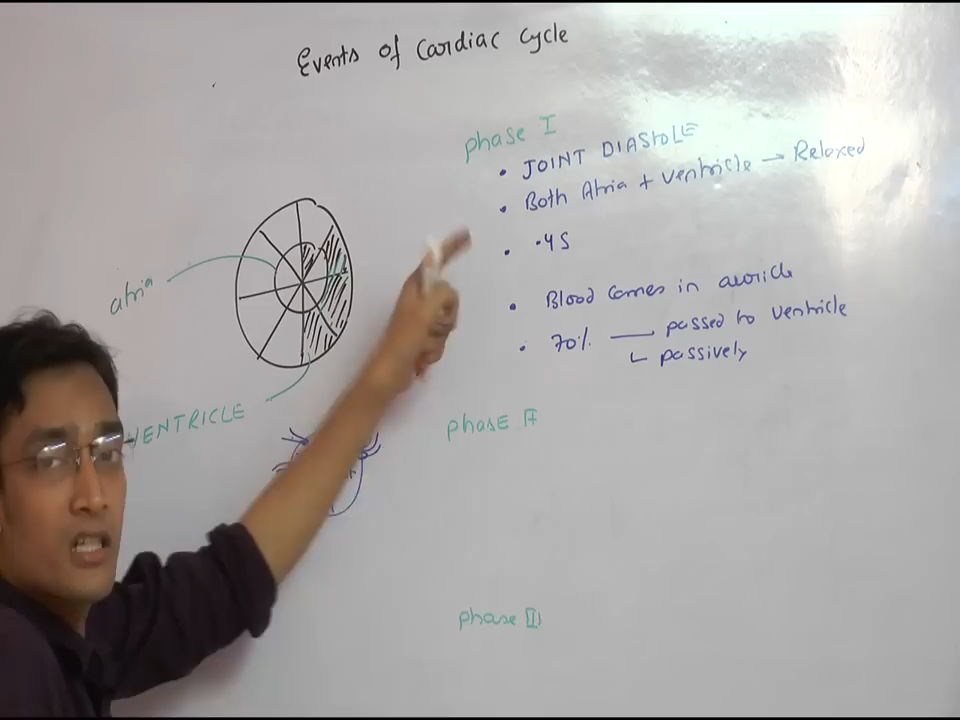 Events of Cardiac Cycle
phase I
• JOINT DIASTOLE
• Both Atria + ventricle → Relaxed
• .4S
• Blood comes in auricle
• 70% — passed to ventricle
passively
atria
VENTRICLE
phase II
phase III